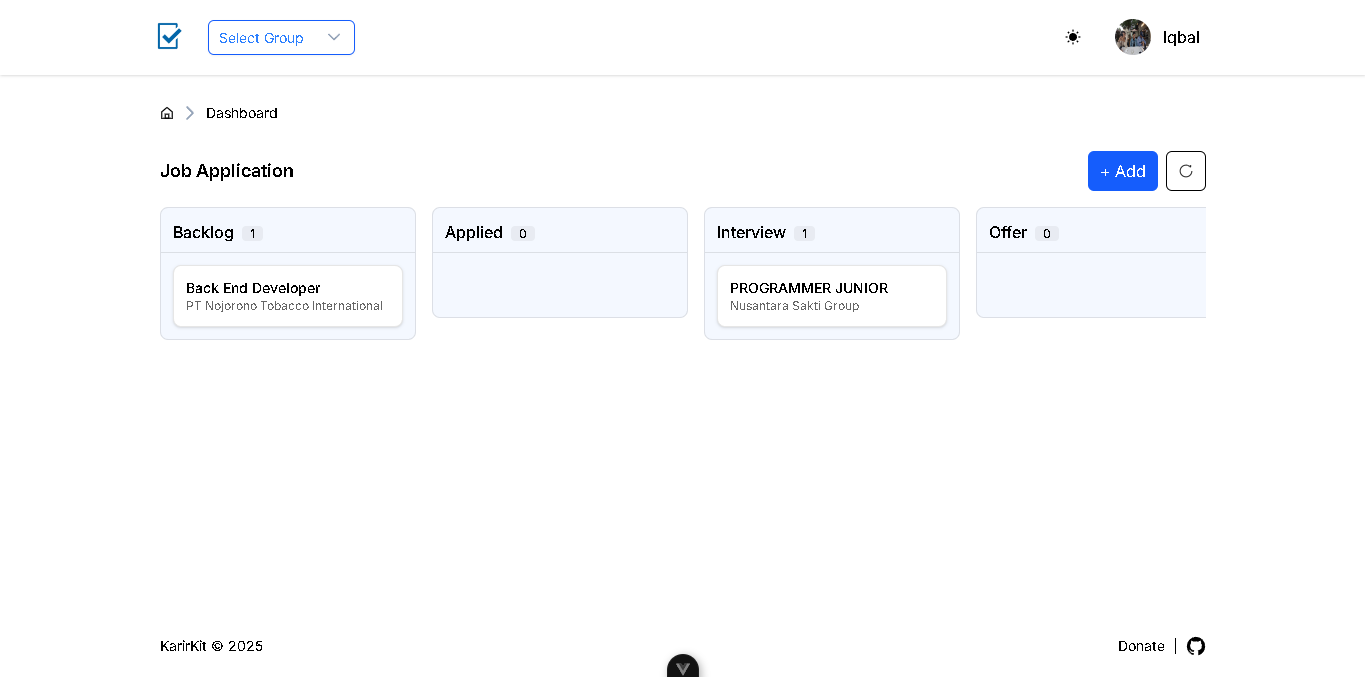 Select Group
Iqbal
Dashboard
Job Application
+ Add
Backlog 1
Applied 0
Interview 1
Offer 0
Back End Developer
PT Nojorono Tobacco International
PROGRAMMER JUNIOR
Nusantara Sakti Group
KarirKit © 2025
Donate |